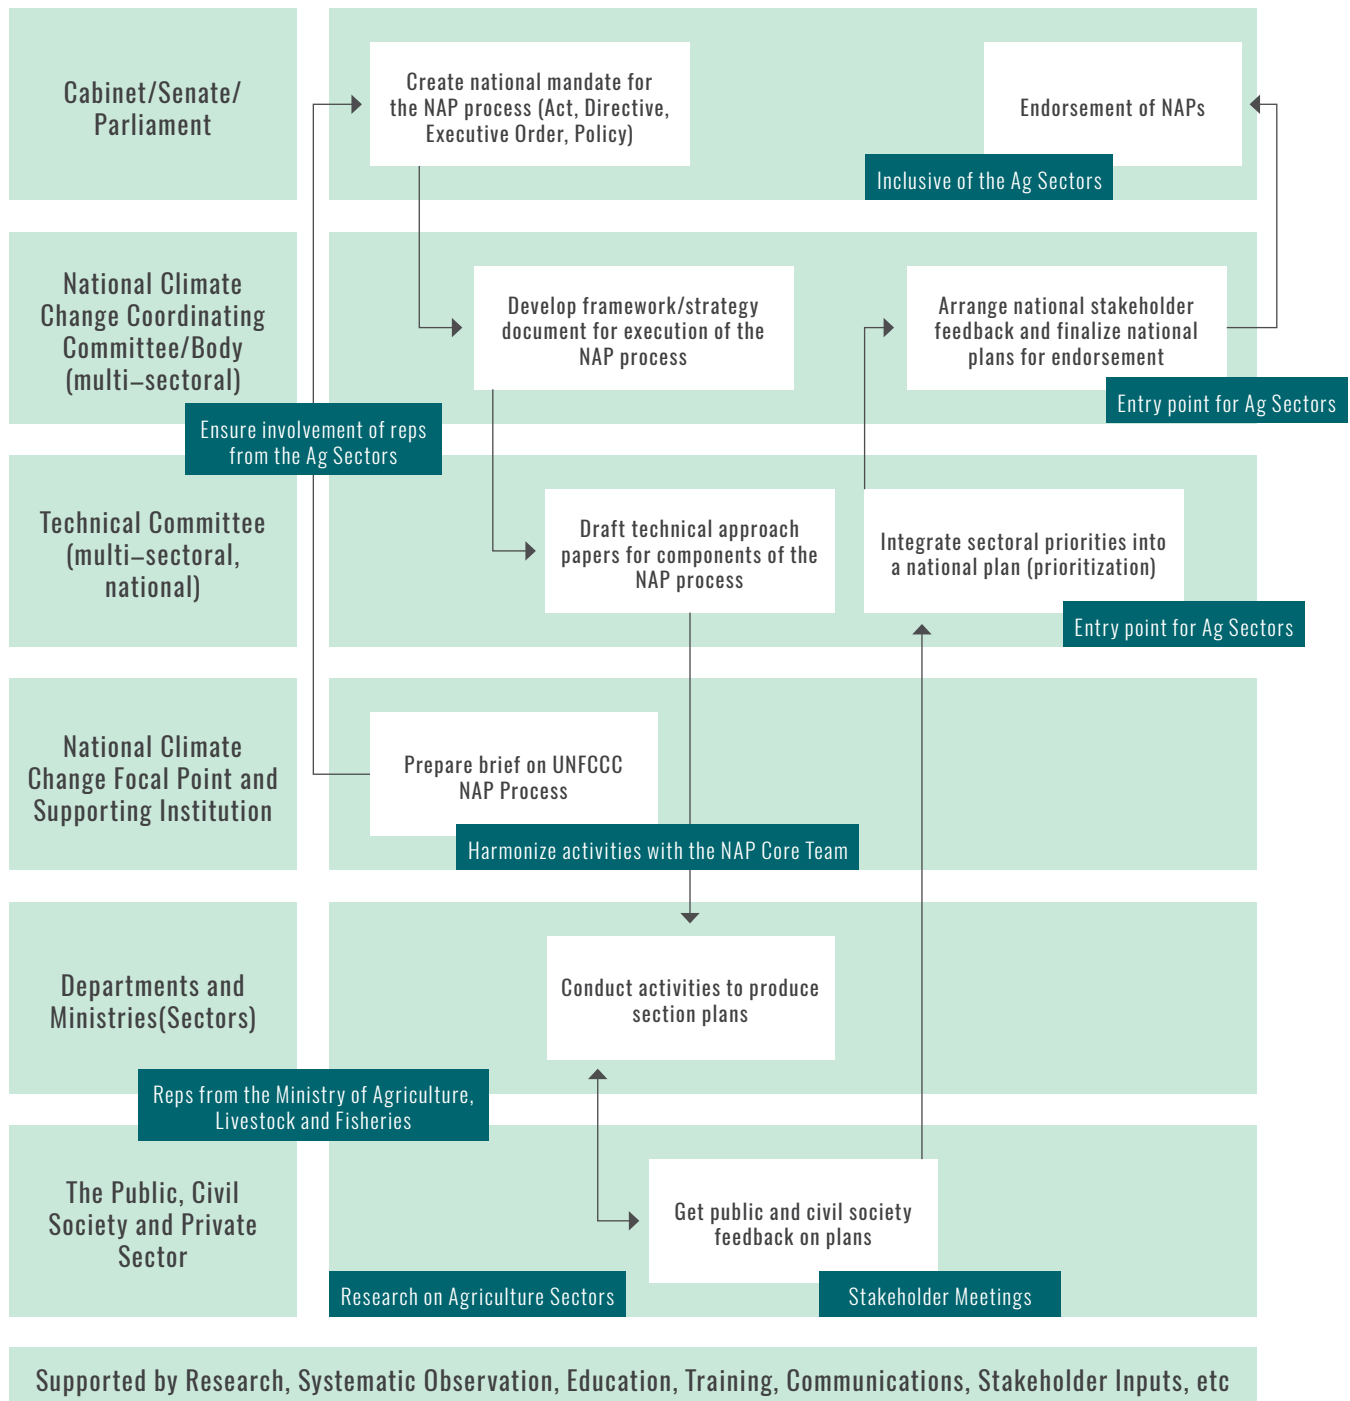 Cabinet/Senate/
Parliament
Create national mandate for
the NAP process (Act, Directive,
Executive Order, Policy)
Endorsement of NAPs
Inclusive of the Ag Sectors
National Climate
Change Coordinating
Committee/Body
(multi–sectoral)
Develop framework/strategy
document for execution of the
NAP process
Arrange national stakeholder
feedback and finalize national
plans for endorsement
Entry point for Ag Sectors
Ensure involvement of reps
from the Ag Sectors
Technical Committee
(multi–sectoral,
national)
Draft technical approach
papers for components of the
NAP process
Integrate sectoral priorities into
a national plan (prioritization)
Entry point for Ag Sectors
National Climate
Change Focal Point and
Supporting Institution
Prepare brief on UNFCCC
NAP Process
Harmonize activities with the NAP Core Team
Departments and
Ministries(Sectors)
Conduct activities to produce
section plans
Reps from the Ministry of Agriculture,
Livestock and Fisheries
The Public, Civil
Society and Private
Sector
Get public and civil society
feedback on plans
Research on Agriculture Sectors
Stakeholder Meetings
Supported by Research, Systematic Observation, Education, Training, Communications, Stakeholder Inputs, etc